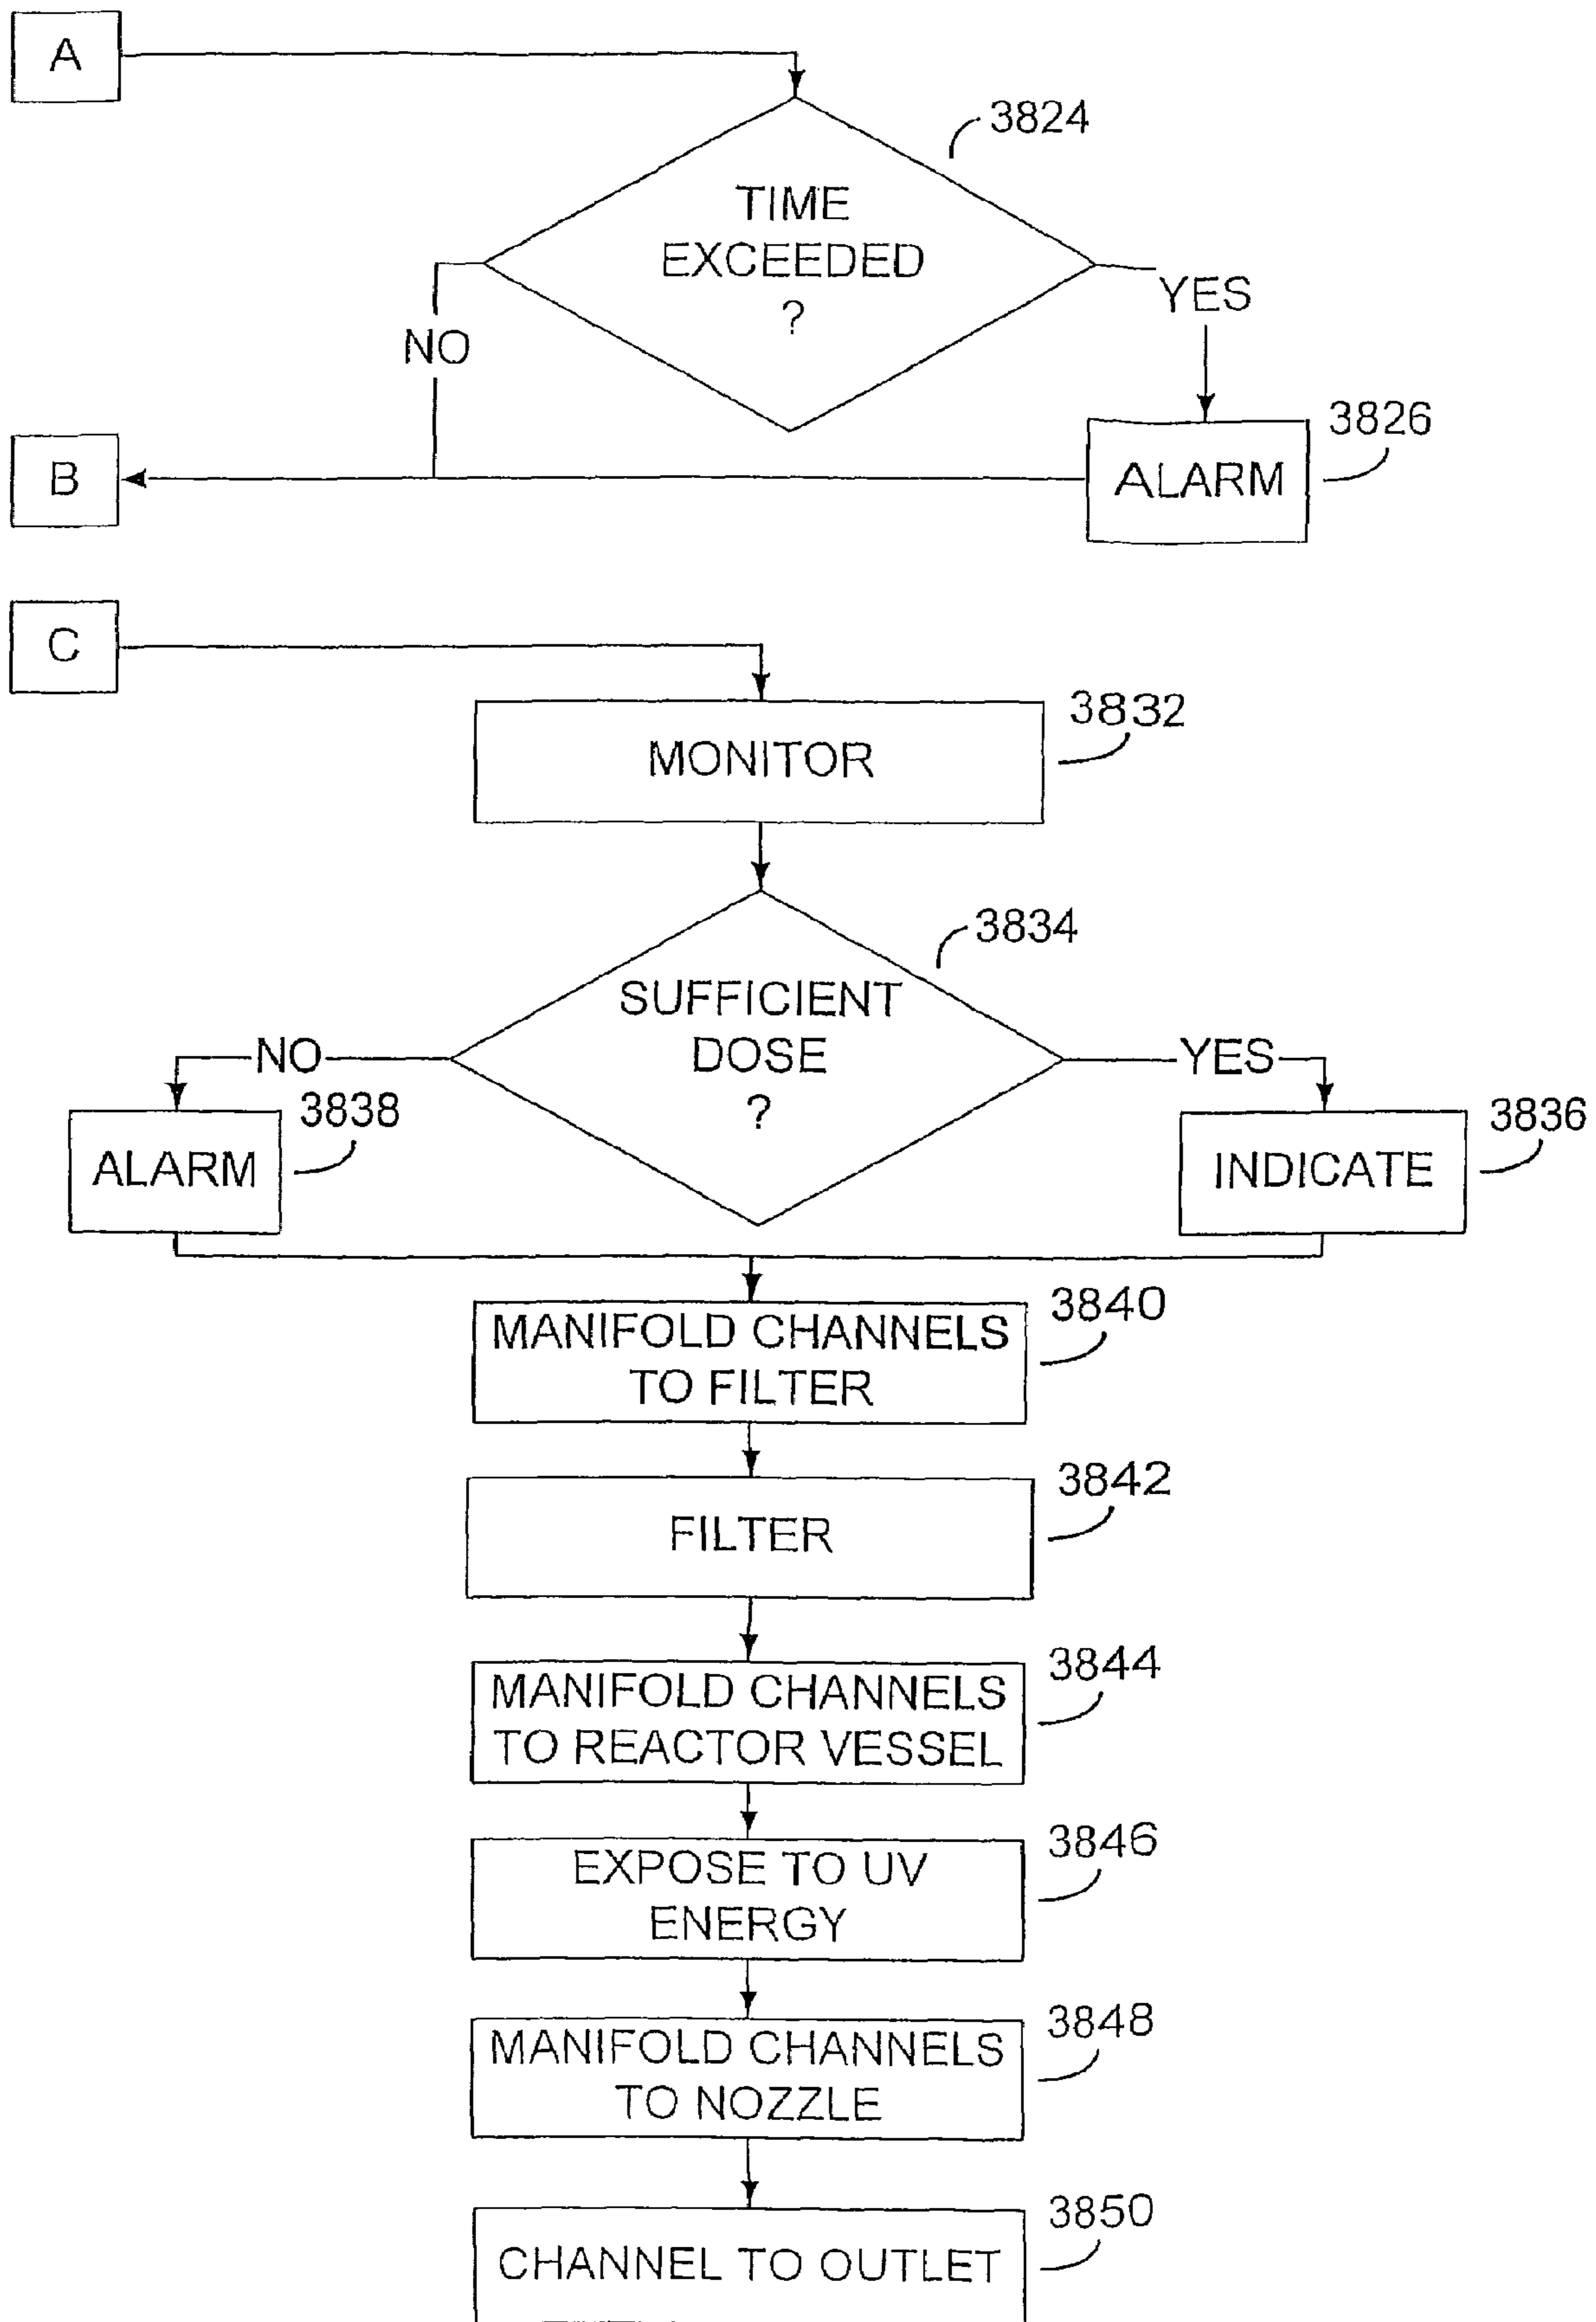 A
3824
TIME
EXCEEDED
?
YES
NO
3826
ALARM
B
C
3832
MONITOR
3834
SUFFICIENT
DOSE
?
NO
YES
3838
ALARM
3836
INDICATE
3840
MANIFOLD CHANNELS
TO FILTER
3842
FILTER
3844
MANIFOLD CHANNELS
TO REACTOR VESSEL
3846
EXPOSE TO UV
ENERGY
3848
MANIFOLD CHANNELS
TO NOZZLE
3850
CHANNEL TO OUTLET